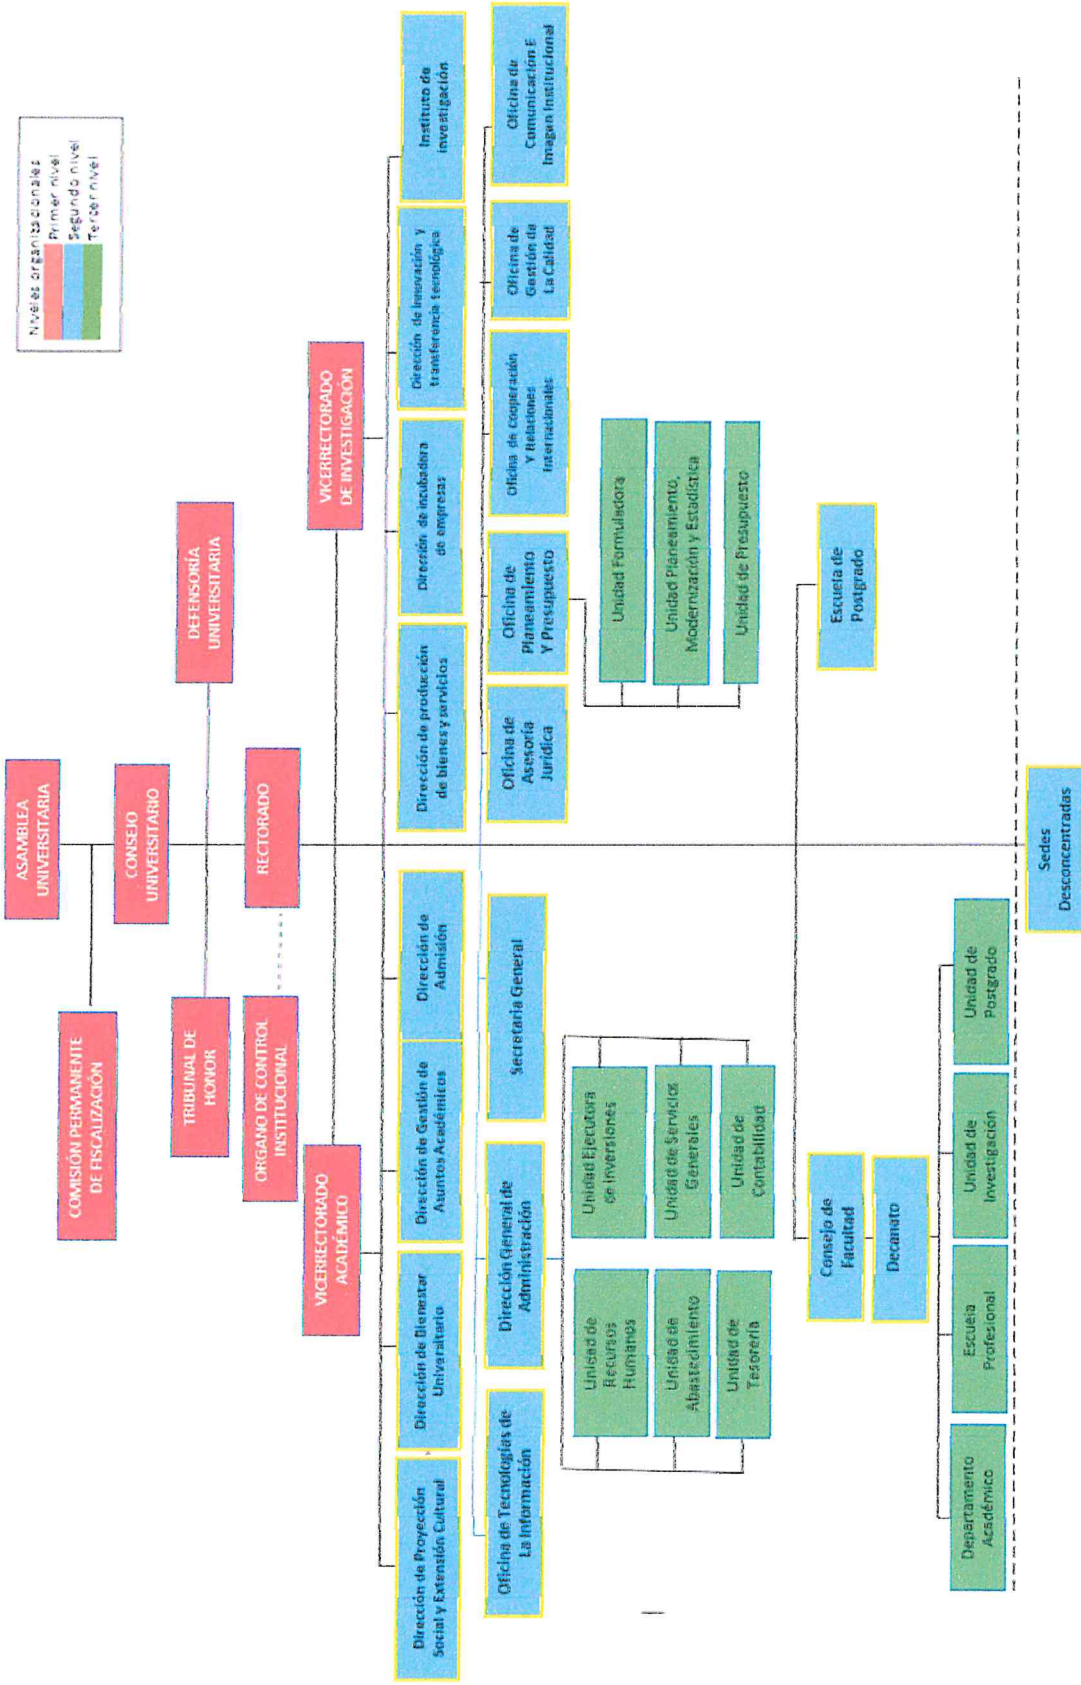 Niveles organizacionales
Primer nivel
Segundo nivel
Tercer nivel
ASAMBLEA
UNIVERSITARIA
COMISIÓN PERMANENTE
DE FISCALIZACIÓN
CONSEJO
UNIVERSITARIO
TRIBUNAL DE
HONOR
DEFENSORÍA
UNIVERSITARIA
ORGANO DE CONTROL
INSTITUCIONAL
RECTORADO
VICERRECTORADO
ACADÉMICO
VICERRECTORADO
DE INVESTIGACIÓN
Dirección de Proyección
Social y Extensión Cultural
Dirección de Bienestar
Universitario
Dirección de Gestión de
Asuntos Académicos
Dirección de
Admisión
Dirección de producción
de bienes y servicios
Dirección de incubadora
de empresas
Dirección de innovación y
transferencia tecnológica
Instituto de
investigación
Oficina de Tecnologías de
La Información
Dirección General de
Administración
Secretaria General
Oficina de
Asesoría
Jurídica
Oficina de
Planeamiento
Y Presupuesto
Oficina de Cooperación
Y Relaciones
Internacionales
Oficina de
Gestión de
La Calidad
Oficina de
Comunicación E
Imagen Institucional
Unidad de
Recursos
Humanos
Unidad Ejecutora
de Inversiones
Unidad de
Abastecimiento
Unidad de Servicios
Generales
Unidad de
Tesorería
Unidad de
Contabilidad
Unidad Formuladora
Unidad Planeamiento,
Modernización y Estadística
Unidad de Presupuesto
Consejo de
Facultad
Decanato
Escuela de
Postgrado
Departamento
Académico
Escuela
Profesional
Unidad de
Investigación
Unidad de
Postgrado
Sedes
Desconcentradas